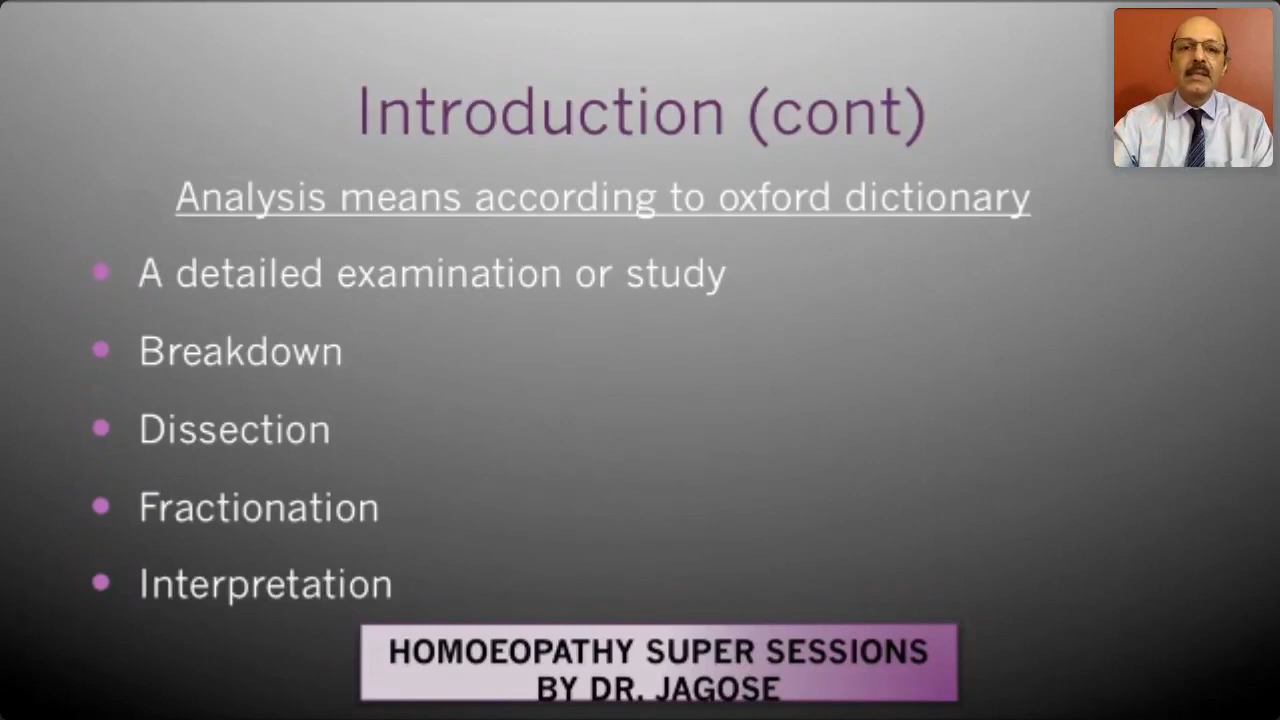 Introduction (cont)
Analysis means according to oxford dictionary
A detailed examination or study
Breakdown
Dissection
Fractionation
Interpretation
HOMOEOPATHY SUPER SESSIONS
BY DR. JAGOSE